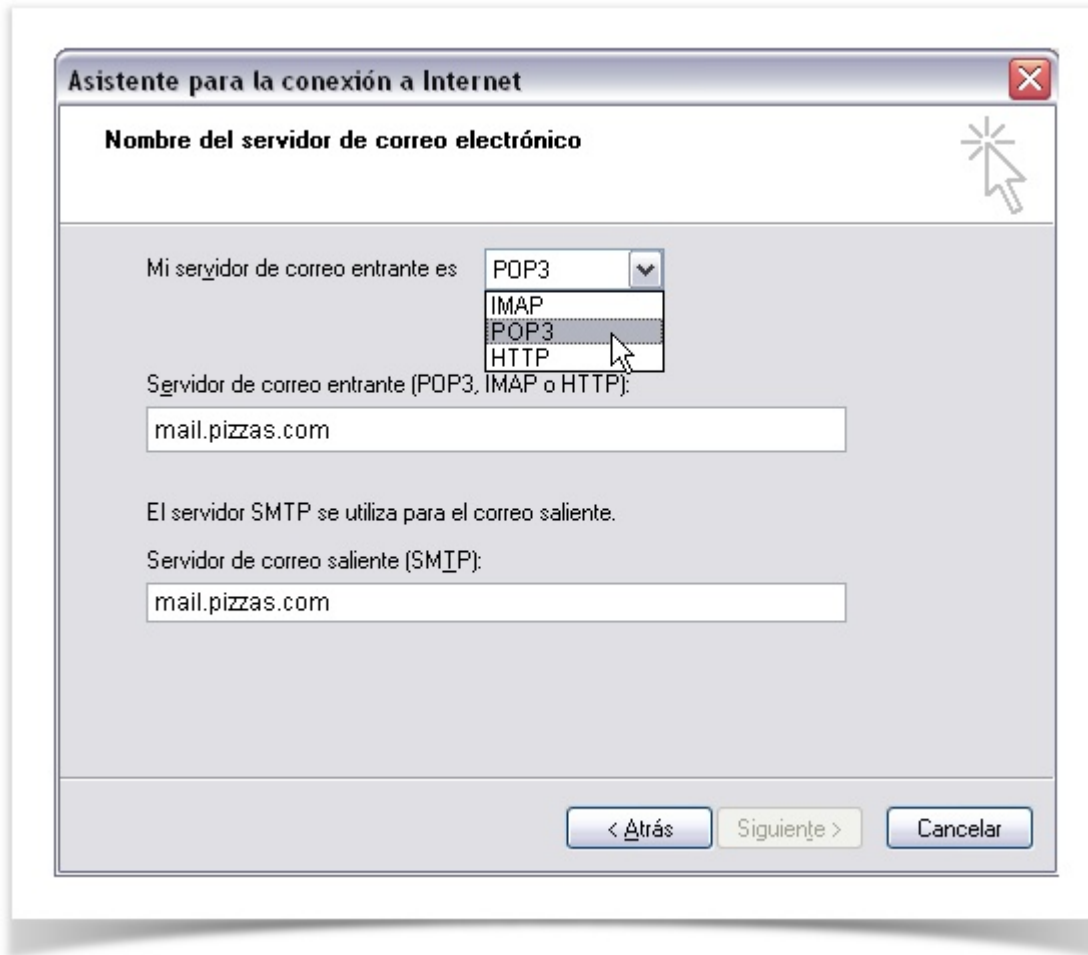 Asistente para la conexión a Internet
Nombre del servidor de correo electrónico
Mi servidor de correo entrante es POP3
IMAP
POP3
HTTP
Servidor de correo entrante (POP3, IMAP o HTTP):
mail.pizzas.com
El servidor SMTP se utiliza para el correo saliente.
Servidor de correo saliente (SMTP):
mail.pizzas.com
< Atrás Siguiente > Cancelar